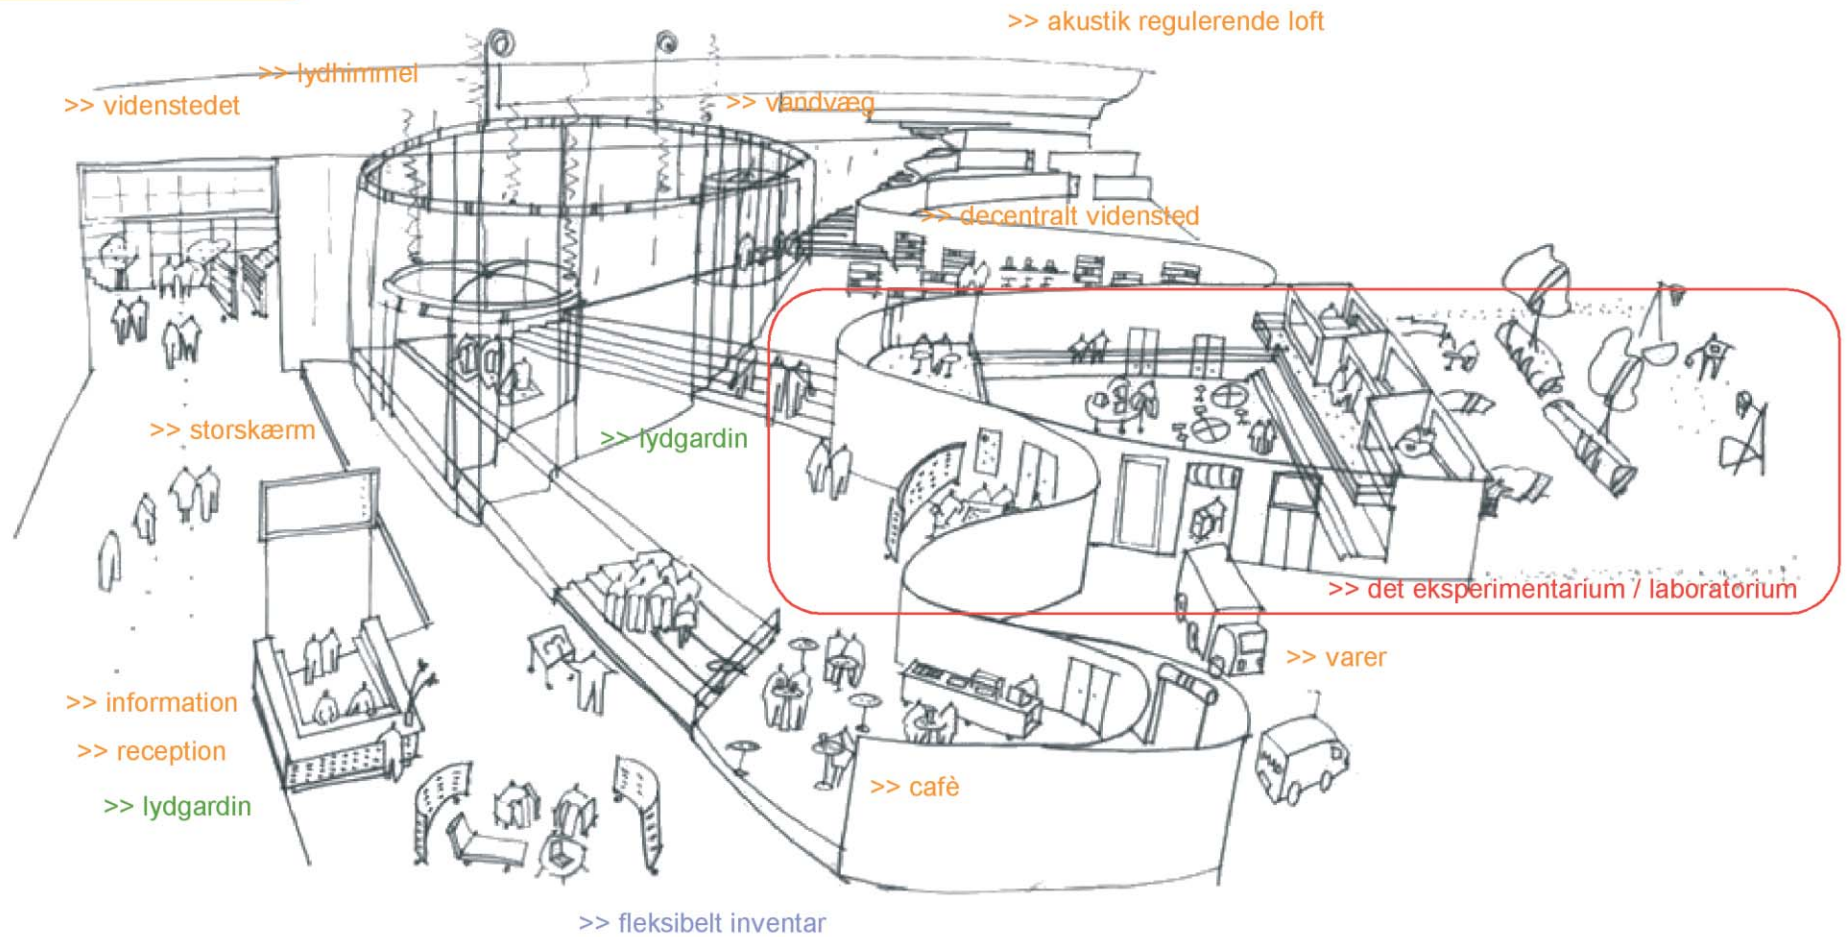 >> akustik regulerende loft
>> lydhimmel
>> videnstedet
>> vandvæg
>> decentralt vidensted
>> storskærm
>> lydgardin
>> det eksperimentarium / laboratorium
>> varer
>> information
>> reception
>> cafè
>> lydgardin
>> fleksibelt inventar